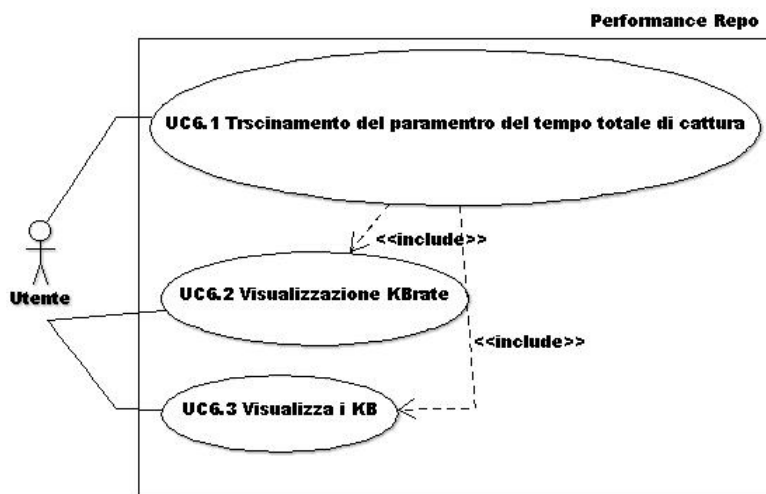 Performance Repo
UC6.1 Trscinamento del paramentro del tempo totale di cattura
<<include>>
Utente
UC6.2 Visualizzazione KBrate
<<include>>
UC6.3 Visualizza i KB